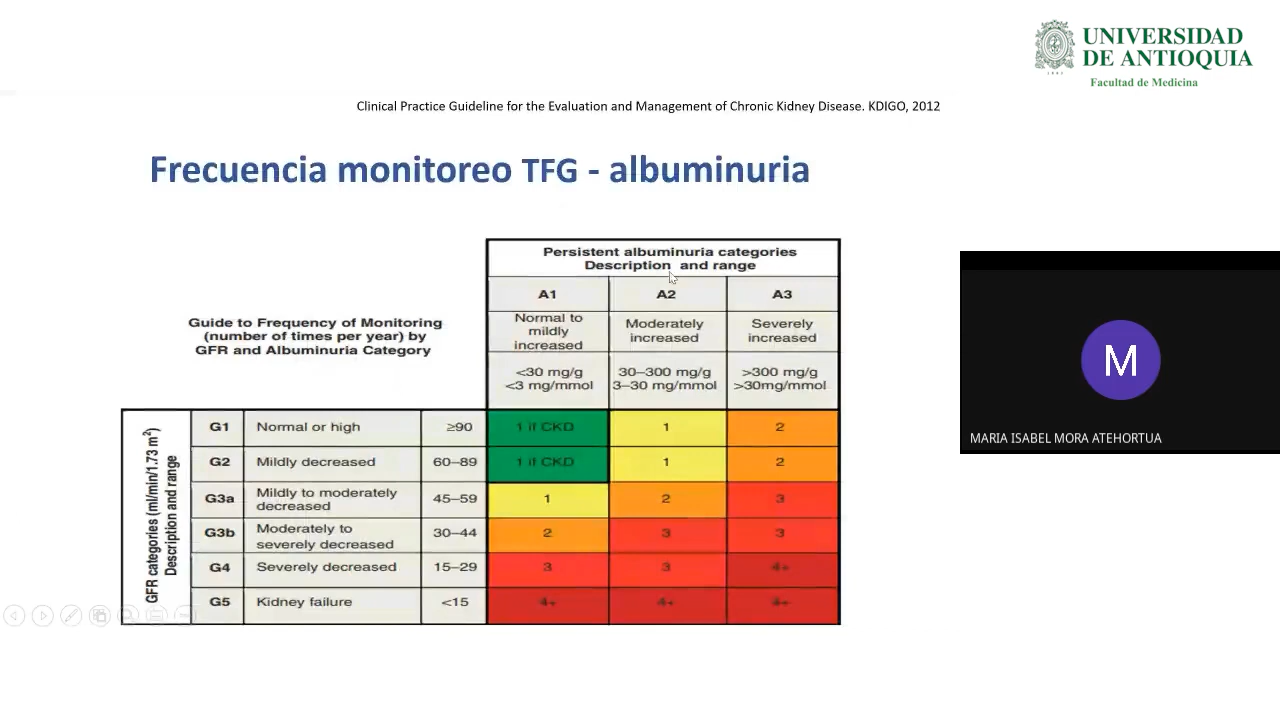 UNIVERSIDAD
DE ANTIOQUIA
Facultad de Medicina
Clinical Practice Guideline for the Evaluation and Management of Chronic Kidney Disease. KDIGO, 2012
Frecuencia monitoreo TFG - albuminuria
Persistent albuminuria categories
Description and range
A1 A2 A3
Guide to Frequency of Monitoring
(number of times per year) by
GFR and Albuminuria Category
Normal to
mildly
increased
Moderately
increased
Severely
increased
<30 mg/g
<3 mg/mmol
30–300 mg/g
3–30 mg/mmol
>300 mg/g
>30mg/mmol
GFR categories (ml/min/1.73 m²)
Description and range
G1 Normal or high ≥90 1 if CKD 1 2
G2 Mildly decreased 60–89 1 if CKD 1 2
G3a Mildly to moderately
decreased 45–59 1 2 3
G3b Moderately to
severely decreased 30–44 2 3 3
G4 Severely decreased 15–29 3 3 4+
G5 Kidney failure <15 4+ 4+ 4+
M
MARIA ISABEL MORA ATEHORTUA